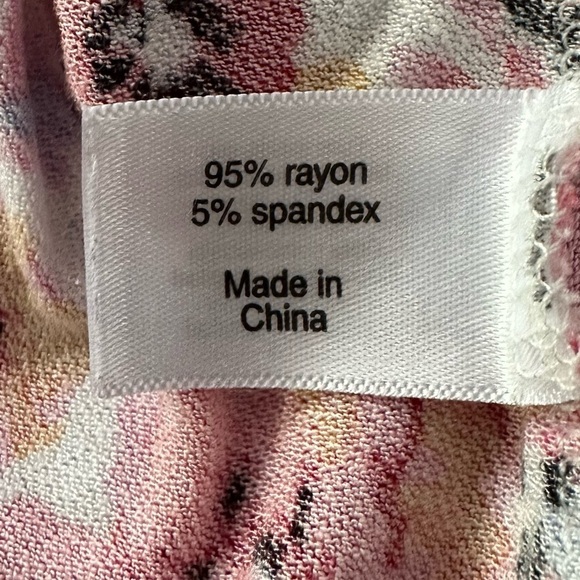 95% rayon
5% spandex
Made in
China